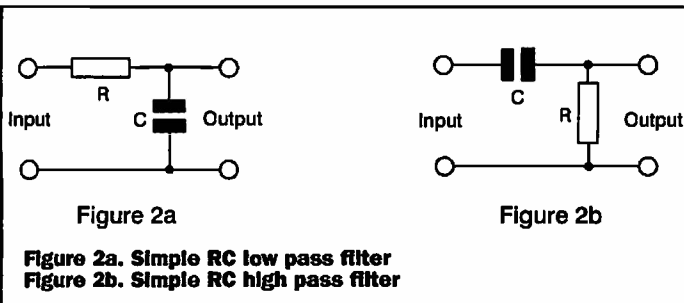 R
Input
C
Output
Figure 2a
C
Input
R
Output
Figure 2b
Figure 2a. Simple RC low pass filter
Figure 2b. Simple RC high pass filter